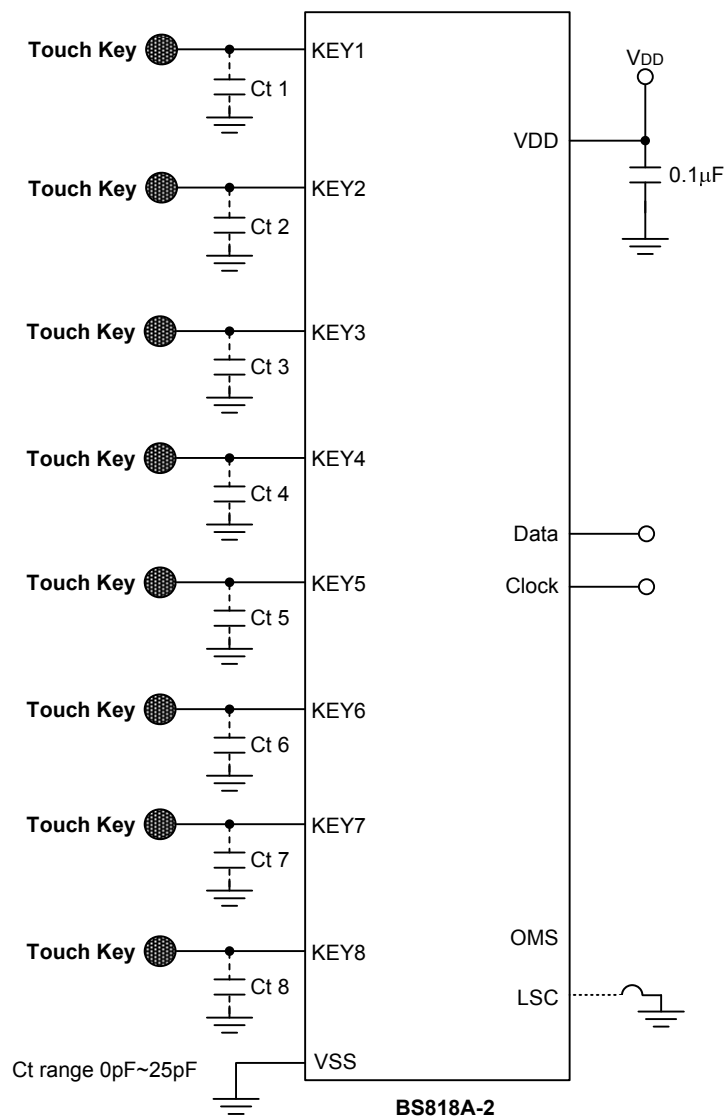 Touch Key
KEY1
Ct 1
VDD
VDD
0.1μF
Touch Key
KEY2
Ct 2
Touch Key
KEY3
Ct 3
Touch Key
KEY4
Ct 4
Data
Touch Key
KEY5
Clock
Ct 5
Touch Key
KEY6
Ct 6
Touch Key
KEY7
Ct 7
Touch Key
KEY8
OMS
Ct 8
LSC
Ct range 0pF~25pF
VSS
BS818A-2